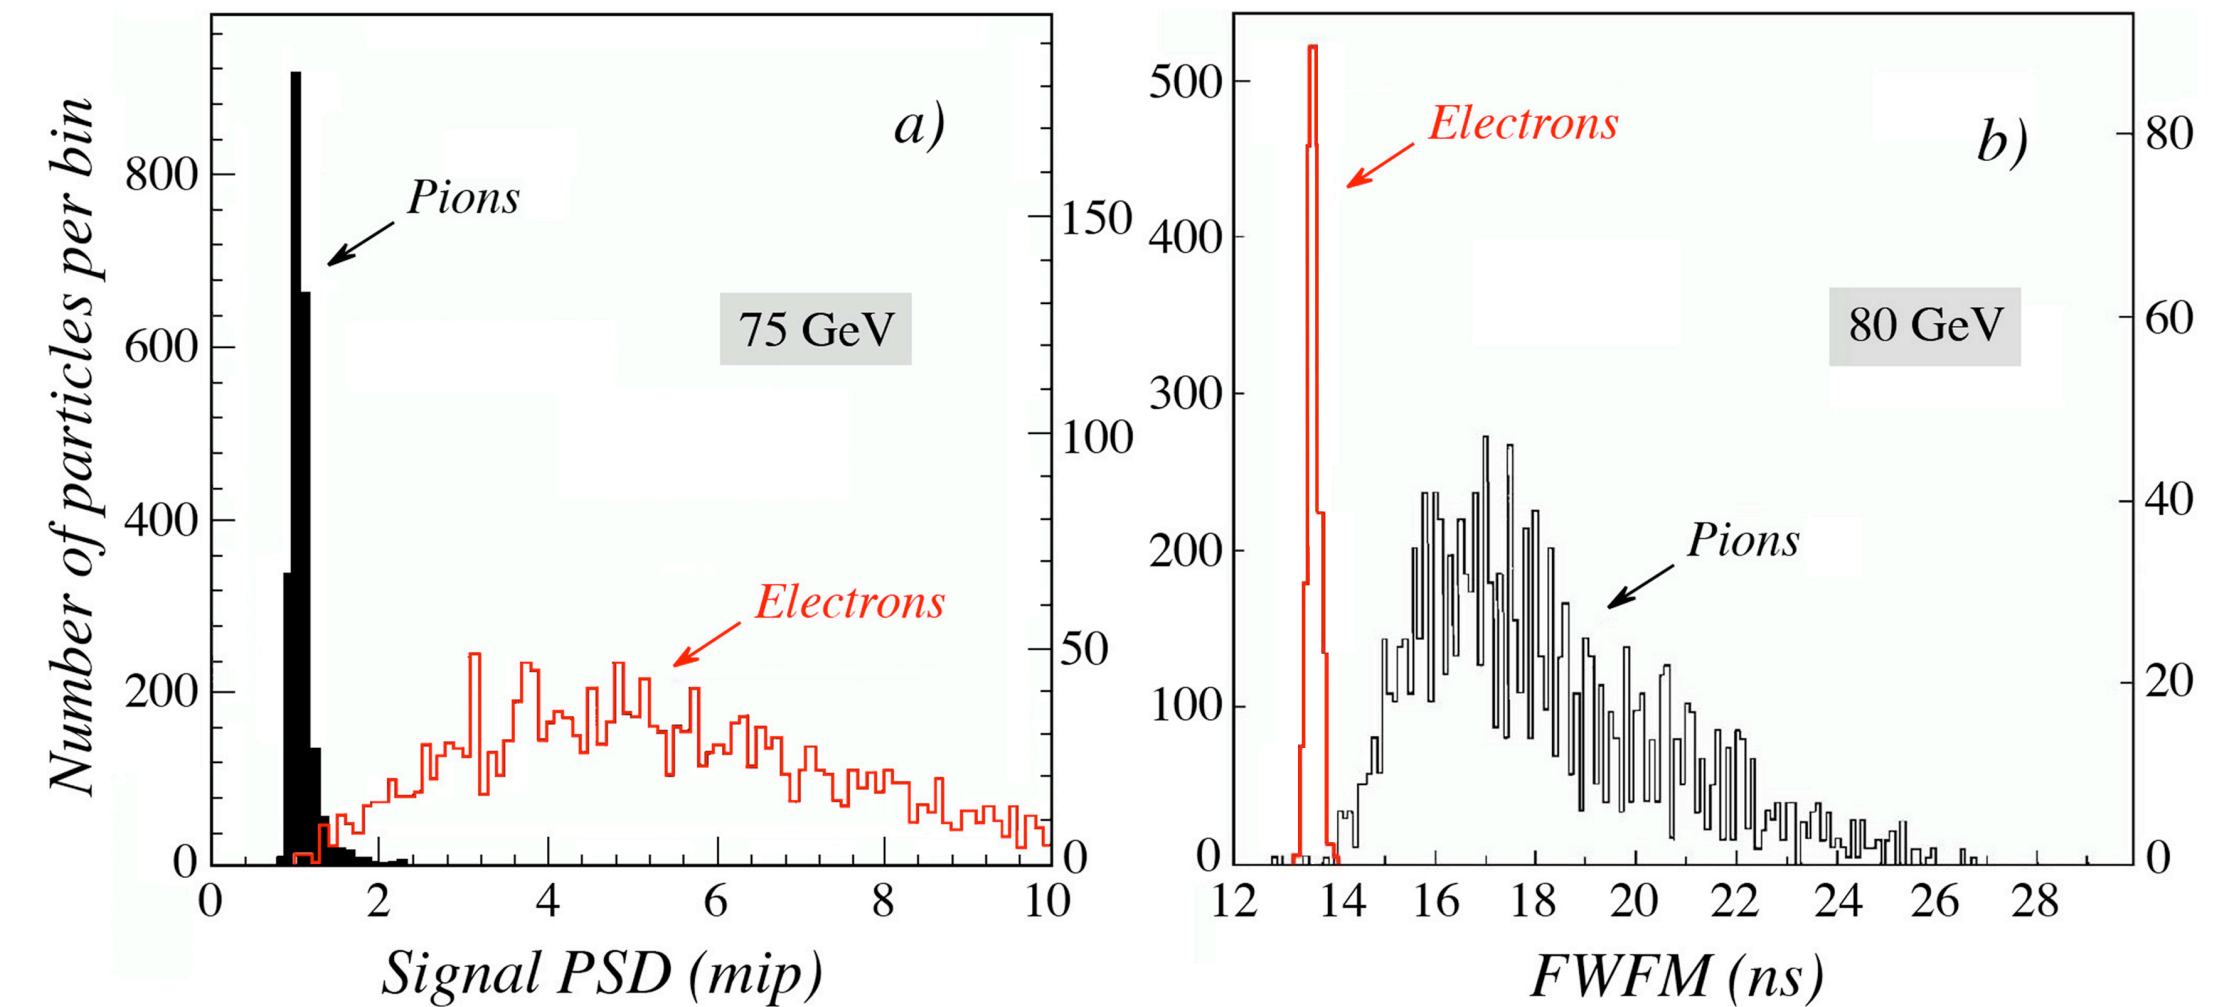 Number of particles per bin
800
600
400
200
0
150
100
50
0
0 2 4 6 8 10
Signal PSD (mip)
a)
Pions
75 GeV
Electrons
500
400
300
200
100
0
80
60
40
20
0
12 14 16 18 20 22 24 26 28
FWFM (ns)
Electrons
b)
80 GeV
Pions